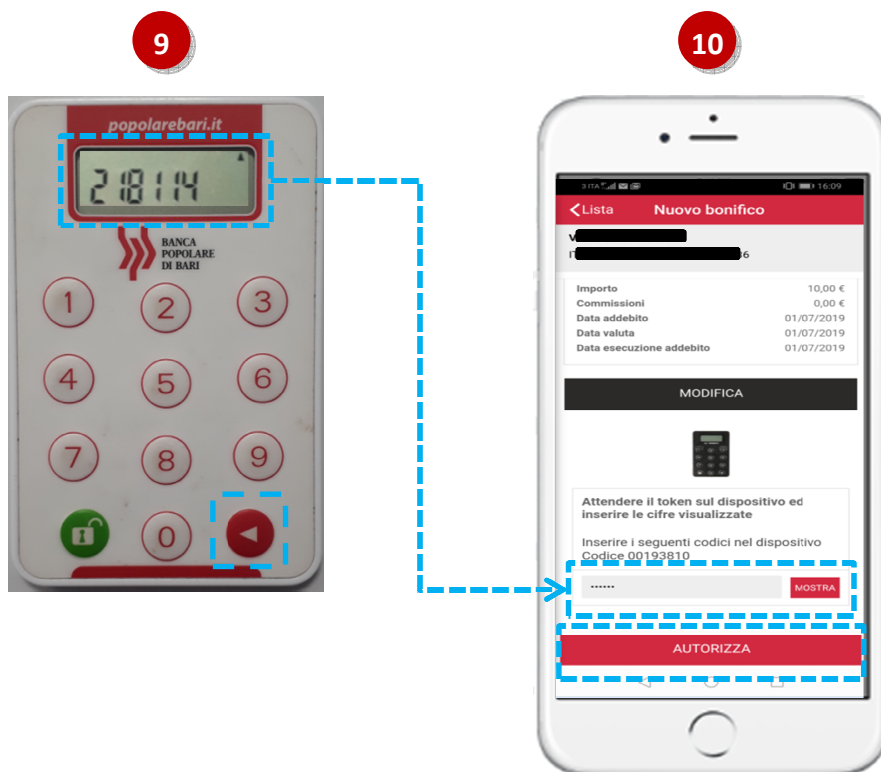 9
10
popolarebari.it
218114
BANCA
POPOLARE
DI BARI
1
2
3
4
5
6
7
8
9
0
3 ITA
16:09
Lista Nuovo bonifico
V
IT 36
Importo 10,00 €
Commissioni 0,00 €
Data addebito 01/07/2019
Data valuta 01/07/2019
Data esecuzione addebito 01/07/2019
MODIFICA
Attendere il token sul dispositivo ed
inserire le cifre visualizzate
Inserire i seguenti codici nel dispositivo
Codice 00193810
······ MOSTRA
AUTORIZZA